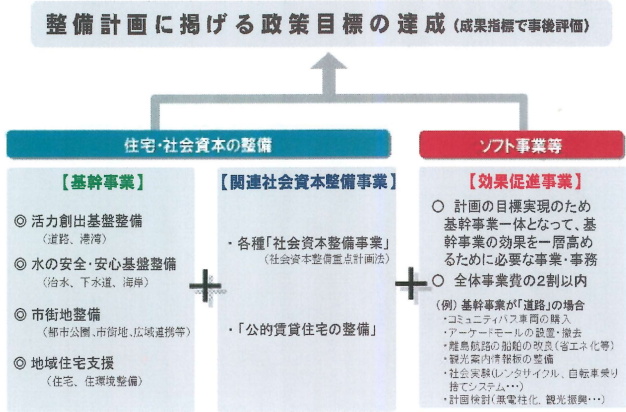 整備計画に掲げる政策目標の達成（成果指標で事後評価）
住宅・社会資本の整備
ソフト事業等
【基幹事業】
◎ 活力創出基盤整備
（道路、港湾）
◎ 水の安全・安心基盤整備
（治水、下水道、海岸）
◎ 市街地整備
（都市公園、市街地、広域連携等）
◎ 地域住宅支援
（住宅、住環境整備）
+
【関連社会資本整備事業】
・各種「社会資本整備事業」
（社会資本整備重点計画法）
・「公的賃貸住宅の整備」
+
【効果促進事業】
○ 計画の目標実現のため
基幹事業一体となって、基
幹事業の効果を一層高め
るために必要な事業・事務
○ 全体事業費の2割以内
（例）基幹事業が「道路」の場合
・コミュニティバス車両の購入
・アーケードモールの設置・撤去
・離島航路の船舶の改良（省エネ化等）
・観光案内情報板の整備
・社会実験（レンタサイクル、自転車乗り
捨てシステム・・・）
・計画検討（無電柱化、観光振興・・・）